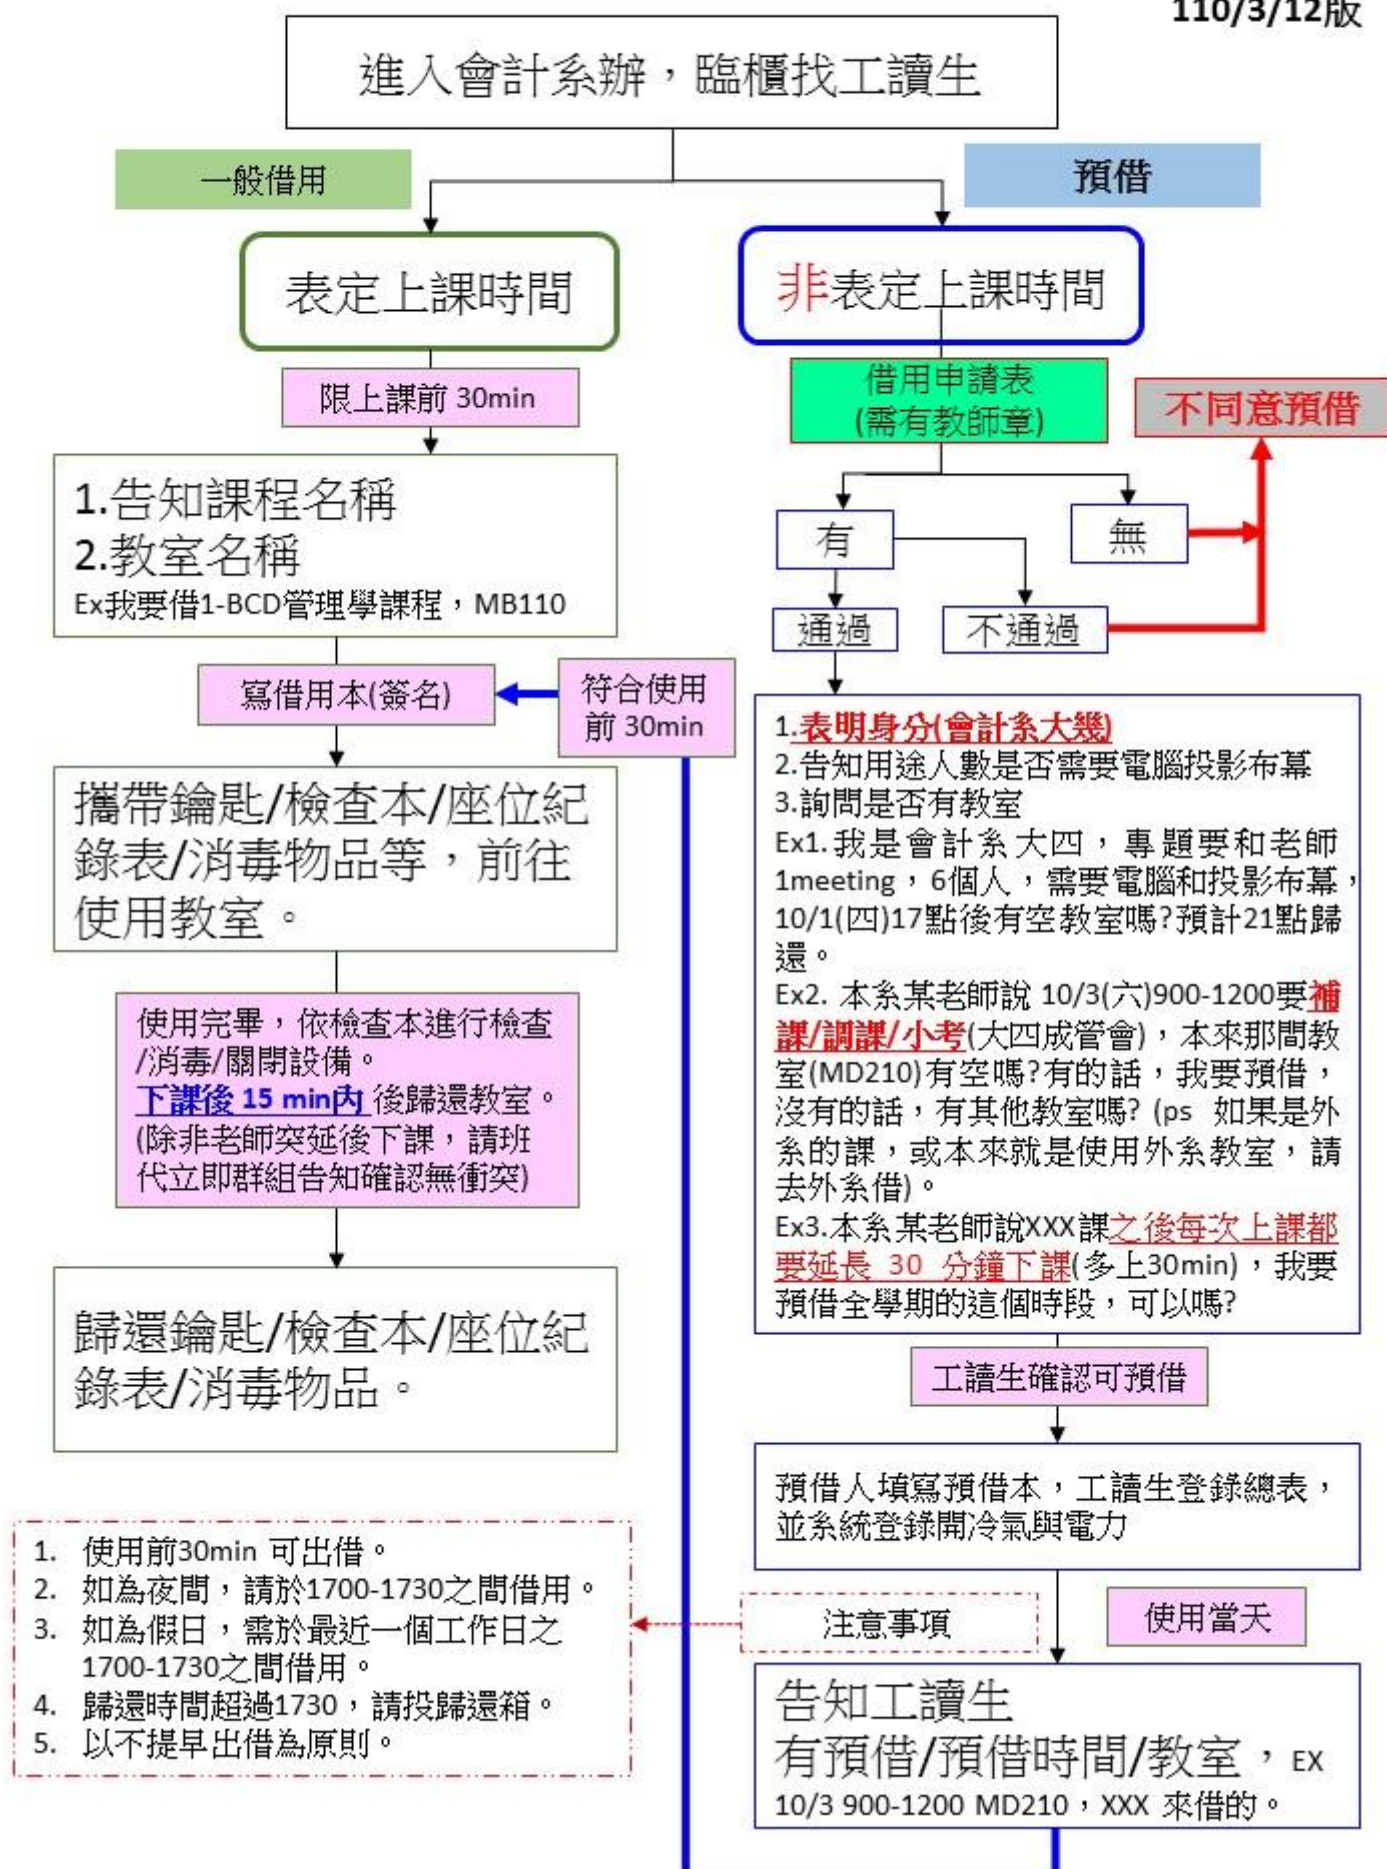 110/3/12版
進入會計系辦，臨櫃找工讀生
一般借用
預借
表定上課時間
非表定上課時間
限上課前 30min
借用申請表
(需有教師章)
不同意預借
1.告知課程名稱
2.教室名稱
Ex我要借1-BCD管理學課程，MB110
有
無
通過
不通過
寫借用本(簽名)
符合使用
前 30min
攜帶鑰匙/檢查本/座位紀
錄表/消毒物品等，前往
使用教室。
1.表明身分(會計系大幾)
2.告知用途人數是否需要電腦投影布幕
3.詢問是否有教室
Ex1.我是會計系大四，專題要和老師
1meeting，6個人，需要電腦和投影布幕，
10/1(四)17點後有空教室嗎?預計21點歸
還。
Ex2. 本系某老師說 10/3(六)900-1200要補
課/調課/小考(大四成管會)，本來那間教
室(MD210)有空嗎?有的話，我要預借，
沒有的話，有其他教室嗎? (ps 如果是外
系的課，或本來就是使用外系教室，請
去外系借)。
Ex3.本系某老師說XXX課之後每次上課都
要延長 30 分鐘下課(多上30min)，我要
預借全學期的這個時段，可以嗎?
使用完畢，依檢查本進行檢查
/消毒/關閉設備。
下課後 15 min內 後歸還教室。
(除非老師突延後下課，請班
代立即群組告知確認無衝突)
歸還鑰匙/檢查本/座位紀
錄表/消毒物品。
工讀生確認可預借
預借人填寫預借本，工讀生登錄總表，
並系統登錄開冷氣與電力
使用當天
注意事項
1. 使用前30min 可出借。
2. 如為夜間，請於1700-1730之間借用。
3. 如為假日，需於最近一個工作日之
1700-1730之間借用。
4. 歸還時間超過1730，請投歸還箱。
5. 以不提早出借為原則。
告知工讀生
有預借/預借時間/教室，EX
10/3 900-1200 MD210，XXX 來借的。